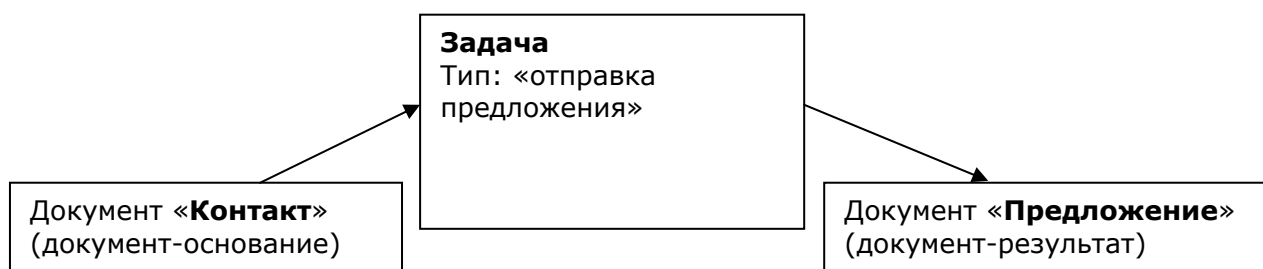 Задача
Тип: «отправка
предложения»
Документ «Контакт»
(документ-основание)
Документ «Предложение»
(документ-результат)